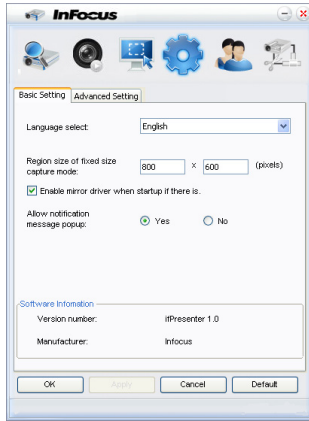 InFocus
Basic Setting Advanced Setting
Language select: English
Region size of fixed size capture mode: 800 x 600 (pixels)
Enable mirror driver when startup if there is.
Allow notification message popup: Yes No
Software Infomation
Version number: ifPresenter 1.0
Manufacturer: Infocus
OK Apply Cancel Default